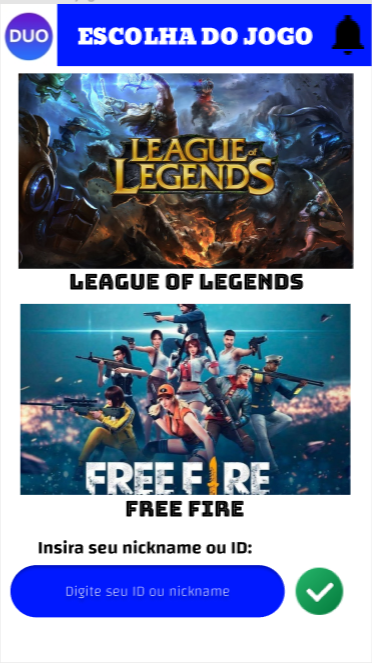 DUO
ESCOLHA DO JOGO
LEAGUE of
LEGENDS
LEAGUE OF LEGENDS
FREE FIRE
FREE FIRE
Insira seu nickname ou ID:
Digite seu ID ou nickname